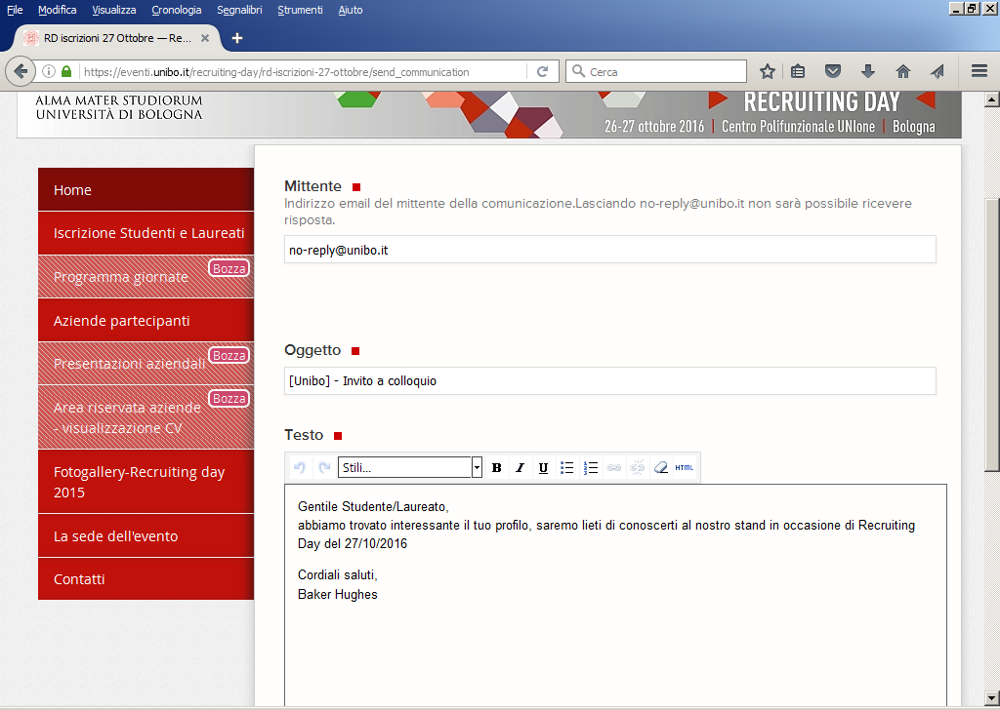 File Modifica Visualizza Cronologia Segnalibri Strumenti Aiuto
RD iscrizioni 27 Ottobre — Re...
https://eventi.unibo.it/recruiting-day/rd-iscrizioni-27-ottobre/send_communication
Cerca
ALMA MATER STUDIORUM
UNIVERSITÀ DI BOLOGNA
RECRUITING DAY
26-27 ottobre 2016 | Centro Polifunzionale UNIone | Bologna
Home
Iscrizione Studenti e Laureati
Bozza
Programma giornate
Aziende partecipanti
Bozza
Presentazioni aziendali
Bozza
Area riservata aziende
- visualizzazione CV
Fotogallery-Recruiting day
2015
La sede dell'evento
Contatti
Mittente
Indirizzo email del mittente della comunicazione.Lasciando no-reply@unibo.it non sarà possibile ricevere
risposta.
no-reply@unibo.it
Oggetto
[Unibo] - Invito a colloquio
Testo
Stili... B I U HTML
Gentile Studente/Laureato,
abbiamo trovato interessante il tuo profilo, saremo lieti di conoscerti al nostro stand in occasione di Recruiting
Day del 27/10/2016
Cordiali saluti,
Baker Hughes